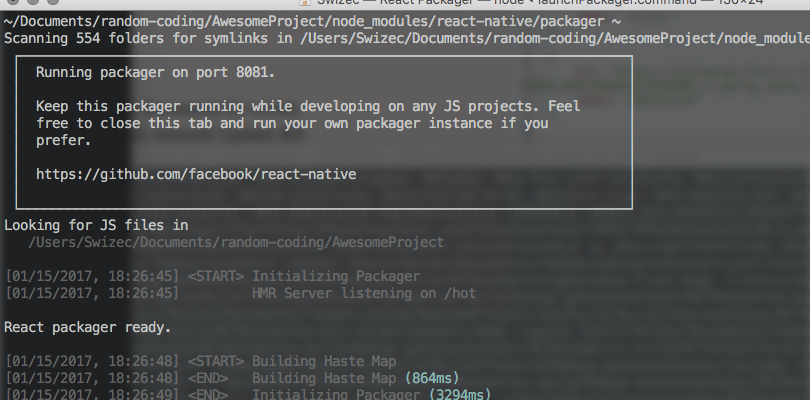 Swizec — React Packager — node • launchPackager.command — 130×24
~/Documents/random-coding/AwesomeProject/node_modules/react-native/packager ~
Scanning 554 folders for symlinks in /Users/Swizec/Documents/random-coding/AwesomeProject/node_module
Running packager on port 8081.
Keep this packager running while developing on any JS projects. Feel
free to close this tab and run your own packager instance if you
prefer.
https://github.com/facebook/react-native
Looking for JS files in
/Users/Swizec/Documents/random-coding/AwesomeProject
[01/15/2017, 18:26:45] <START> Initializing Packager
[01/15/2017, 18:26:45] HMR Server listening on /hot
React packager ready.
[01/15/2017, 18:26:48] <START> Building Haste Map
[01/15/2017, 18:26:48] <END> Building Haste Map (864ms)
[01/15/2017, 18:26:49] <END> Initializing Packager (3294ms)